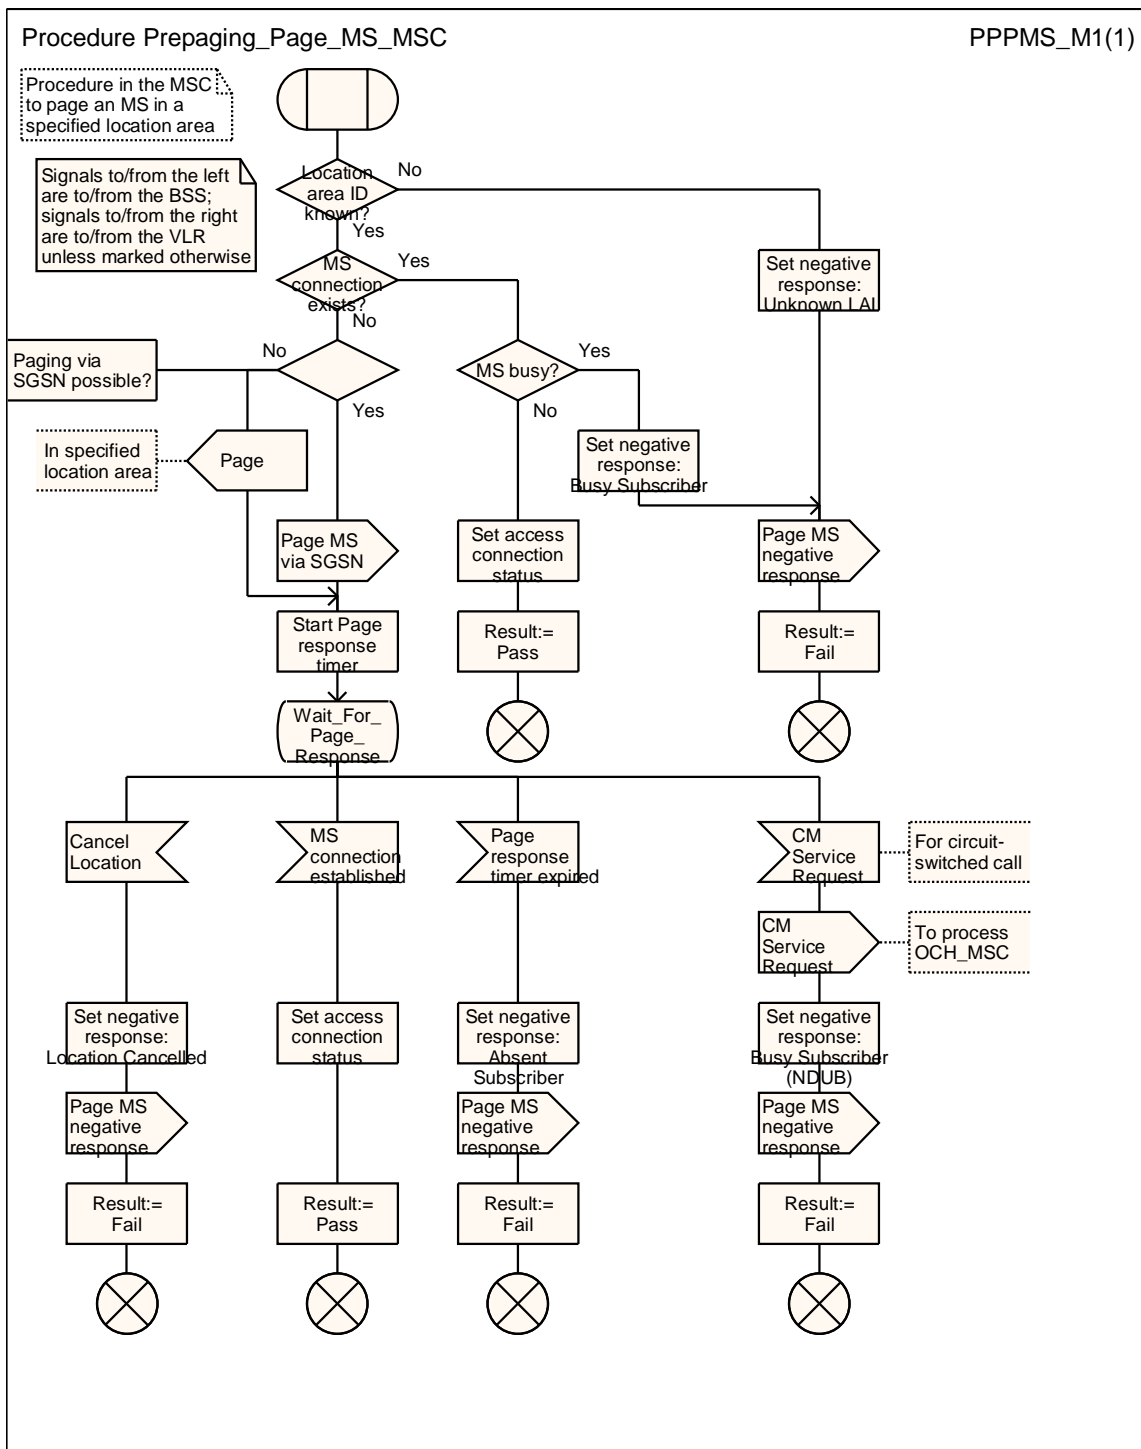 Procedure Prepaging_Page_MS_MSC
PPPMS_M1(1)
Procedure in the MSC
to page an MS in a
specified location area
Signals to/from the left
are to/from the BSS;
signals to/from the right
are to/from the VLR
unless marked otherwise
Location
area ID
known?
No
Yes
MS
connection
exists?
Yes
No
Set negative
response:
Unknown LAI
Paging via
SGSN possible?
No
Yes
MS busy?
Yes
No
In specified
location area
Page
Set negative
response:
Busy Subscriber
Page MS
via SGSN
Set access
connection
status
Page MS
negative
response
Start Page
response
timer
Result:=
Pass
Result:=
Fail
Wait_For_
Page_
Response
Cancel
Location
MS
connection
established
Page
response
timer expired
CM
Service
Request
For circuit-
switched call
CM
Service
Request
To process
OCH_MSC
Set negative
response:
Location Cancelled
Set access
connection
status
Set negative
response:
Absent
Subscriber
Set negative
response:
Busy Subscriber
(NDUB)
Page MS
negative
response
Page MS
negative
response
Page MS
negative
response
Result:=
Fail
Result:=
Pass
Result:=
Fail
Result:=
Fail